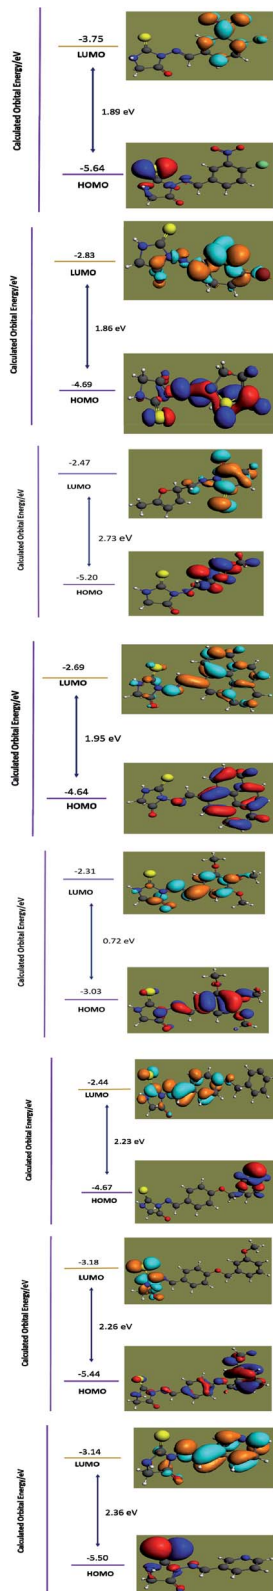 Calculated Orbital Energy/eV
-3.75
LUMO
1.89 eV
-5.64
HOMO
Calculated Orbital Energy/eV
-2.83
LUMO
1.86 eV
-4.69
HOMO
Calculated Orbital Energy/eV
-2.47
LUMO
2.73 eV
-5.20
HOMO
Calculated Orbital Energy/eV
-2.69
LUMO
1.95 eV
-4.64
HOMO
Calculated Orbital Energy/eV
-2.31
LUMO
0.72 eV
-3.03
HOMO
Calculated Orbital Energy/eV
-2.44
LUMO
2.23 eV
-4.67
HOMO
Calculated Orbital Energy/eV
-3.18
LUMO
2.26 eV
-5.44
HOMO
Calculated Orbital Energy/eV
-3.14
LUMO
2.36 eV
-5.50
HOMO